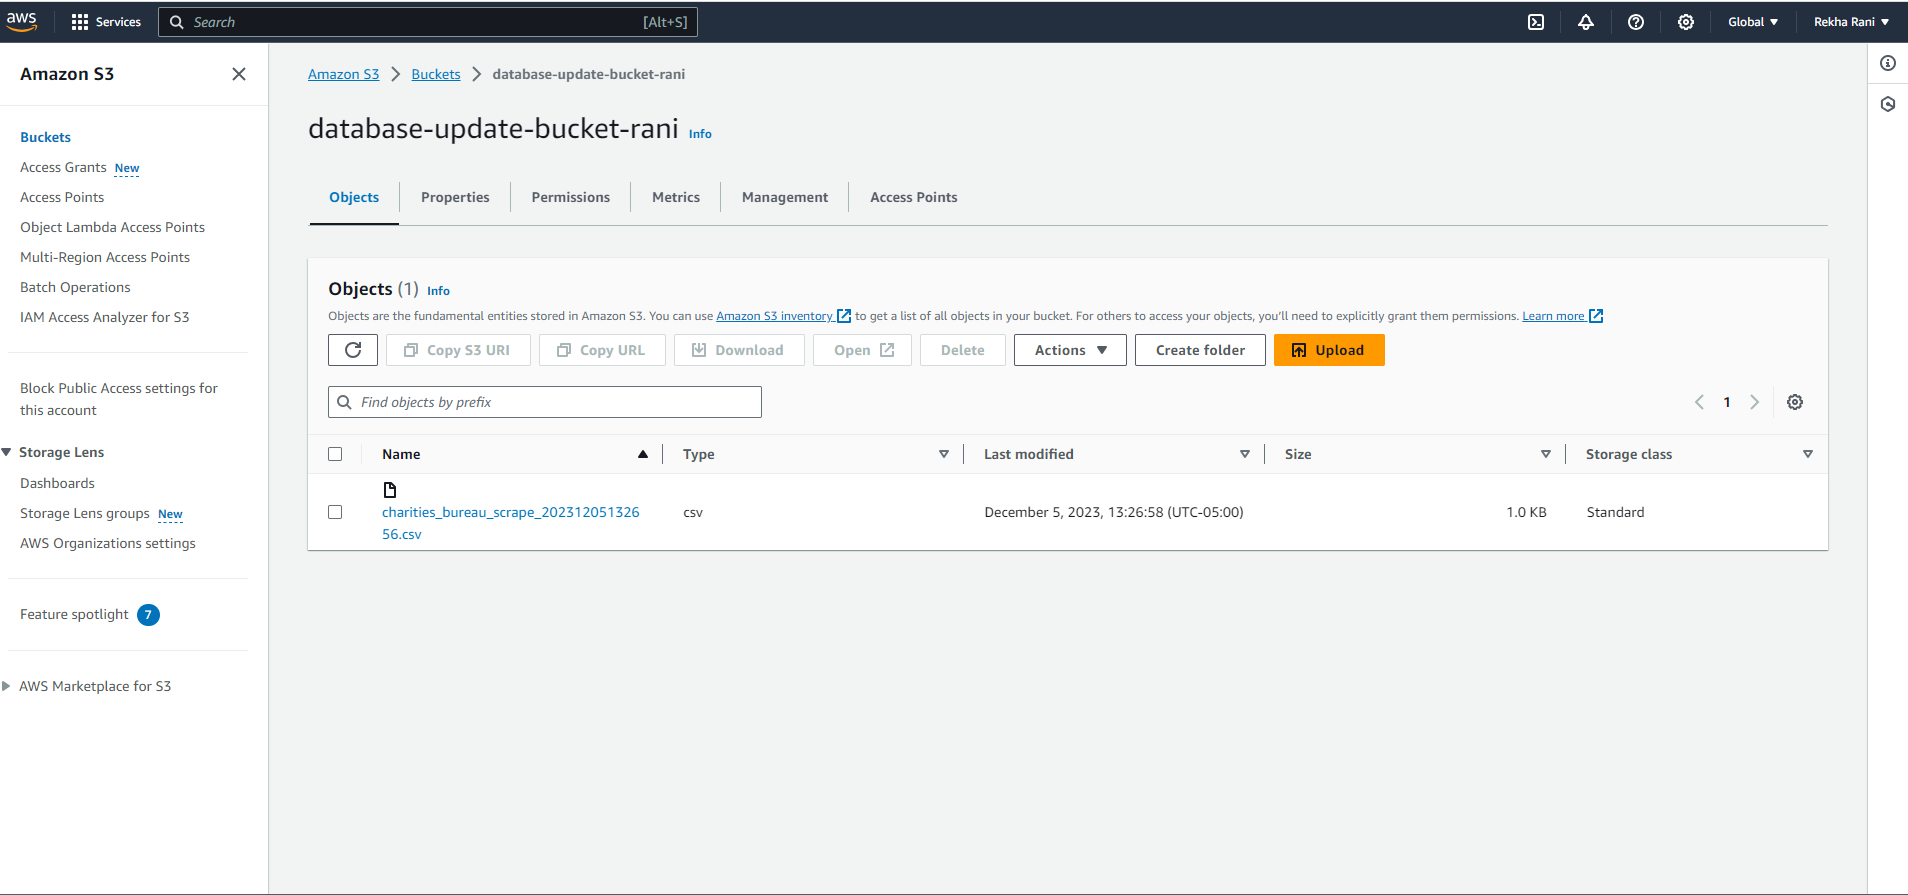 aws
Services
Search
[Alt+S]
Global
Rekha Rani
Amazon S3
Buckets
Access Grants New
Access Points
Object Lambda Access Points
Multi-Region Access Points
Batch Operations
IAM Access Analyzer for S3
Block Public Access settings for
this account
Storage Lens
Dashboards
Storage Lens groups New
AWS Organizations settings
Feature spotlight 7
AWS Marketplace for S3
Amazon S3 > Buckets > database-update-bucket-rani
database-update-bucket-rani Info
Objects Properties Permissions Metrics Management Access Points
Objects (1) Info
Objects are the fundamental entities stored in Amazon S3. You can use Amazon S3 inventory to get a list of all objects in your bucket. For others to access your objects, you'll need to explicitly grant them permissions. Learn more
Copy S3 URI Copy URL Download Open Delete Actions Create folder Upload
Find objects by prefix
1
Name Type Last modified Size Storage class
charities_bureau_scrape_202312051326
56.csv
csv
December 5, 2023, 13:26:58 (UTC-05:00)
1.0 KB
Standard